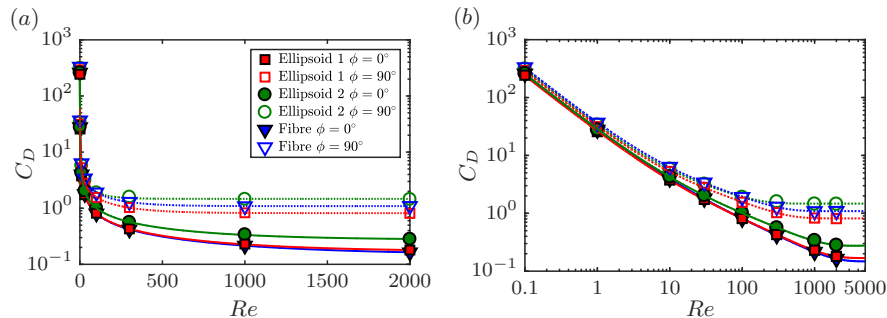 (a)
C_D
10^3
10^2
10^1
10^0
10^{-1}
0 500 1000 1500 2000
Re
Ellipsoid 1 ϕ = 0°
Ellipsoid 1 ϕ = 90°
Ellipsoid 2 ϕ = 0°
Ellipsoid 2 ϕ = 90°
Fibre ϕ = 0°
Fibre ϕ = 90°
(b)
C_D
10^3
10^2
10^1
10^0
10^{-1}
0.1 1 10 100 1000 5000
Re